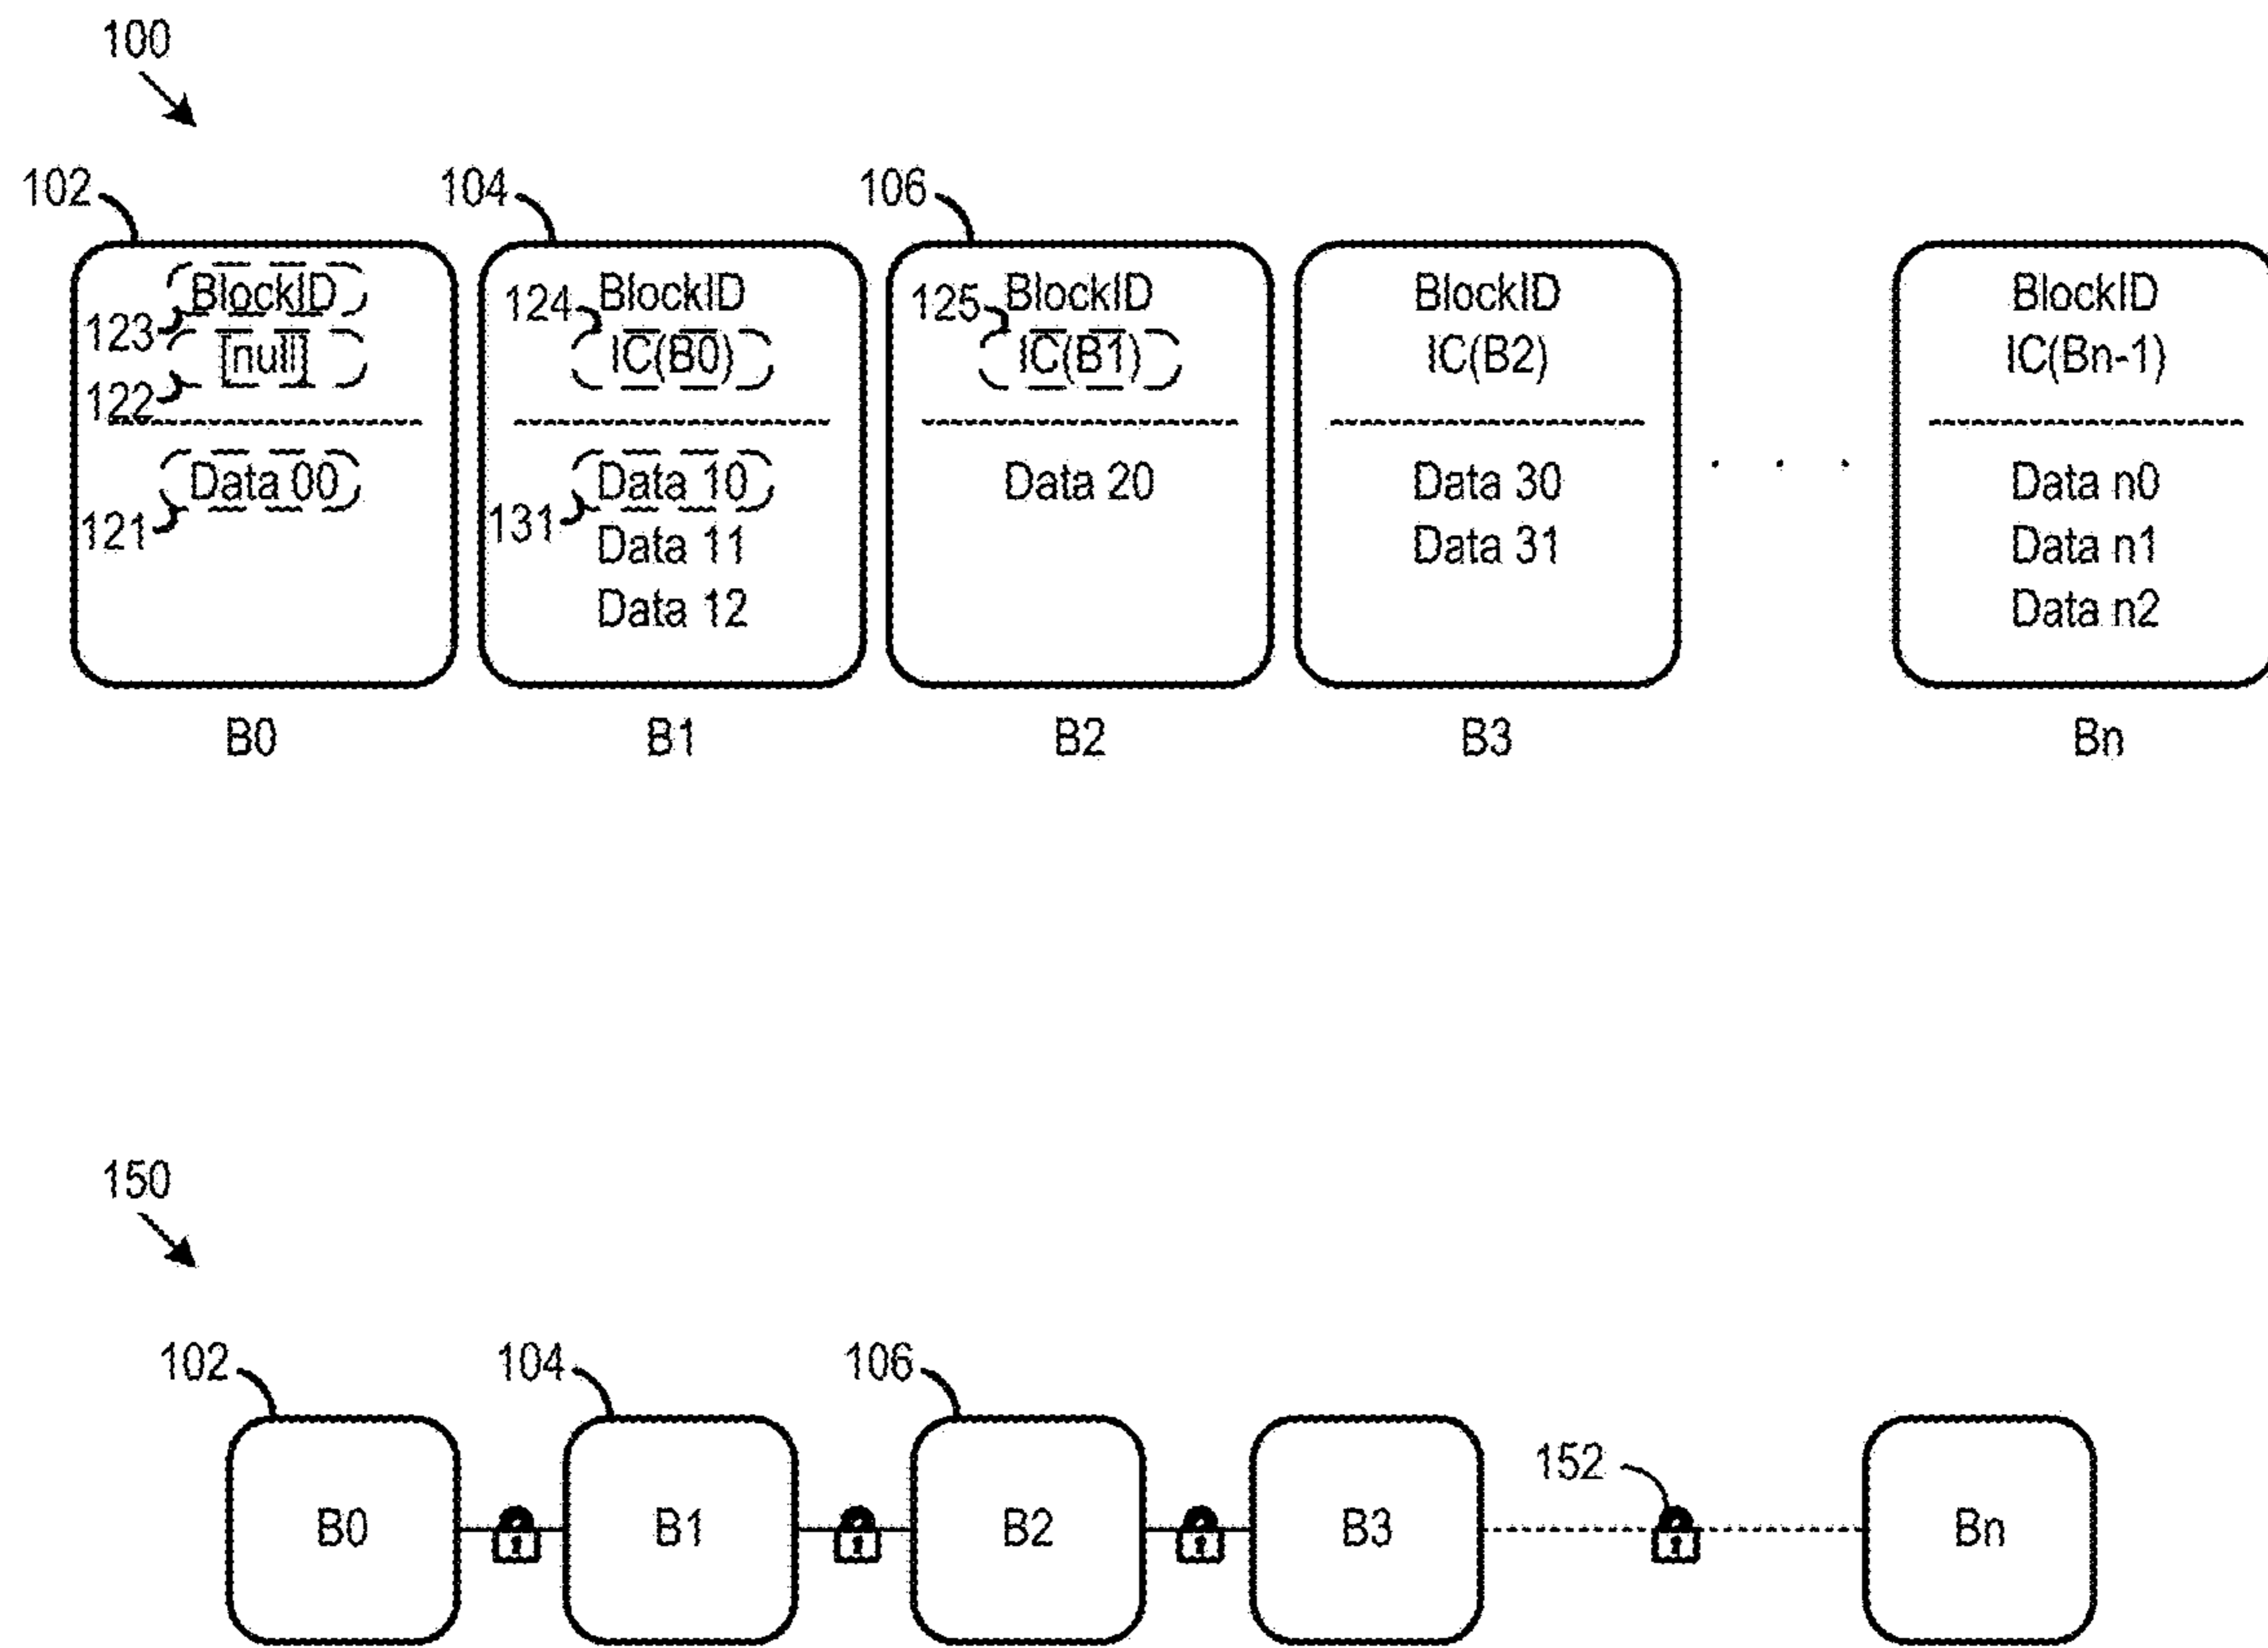 100
102
104
106
BlockID
123
[null]
122
Data 00
121
B0
124
BlockID
IC(B0)
Data 10
131
Data 11
Data 12
B1
125
BlockID
IC(B1)
Data 20
B2
BlockID
IC(B2)
Data 30
Data 31
B3
. . .
BlockID
IC(Bn-1)
Data n0
Data n1
Data n2
Bn
150
102
104
106
152
B0
B1
B2
B3
Bn